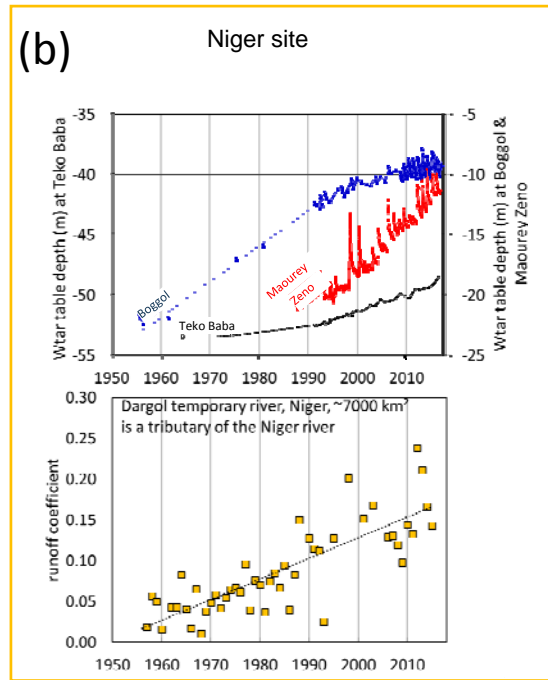 (b)
Niger site
Wtar table depth (m) at Teko Baba
-35
-40
-45
-50
-55
Boggol
Teko Baba
Maourey
Zeno
-5
-10
-15
-20
-25
Wtar table depth (m) at Boggol &
Maourey Zeno
1950 1960 1970 1980 1990 2000 2010
runoff coefficient
0.30
0.25
0.20
0.15
0.10
0.05
0.00
Dargol temporary river, Niger, ~7000 km²
is a tributary of the Niger river
1950 1960 1970 1980 1990 2000 2010